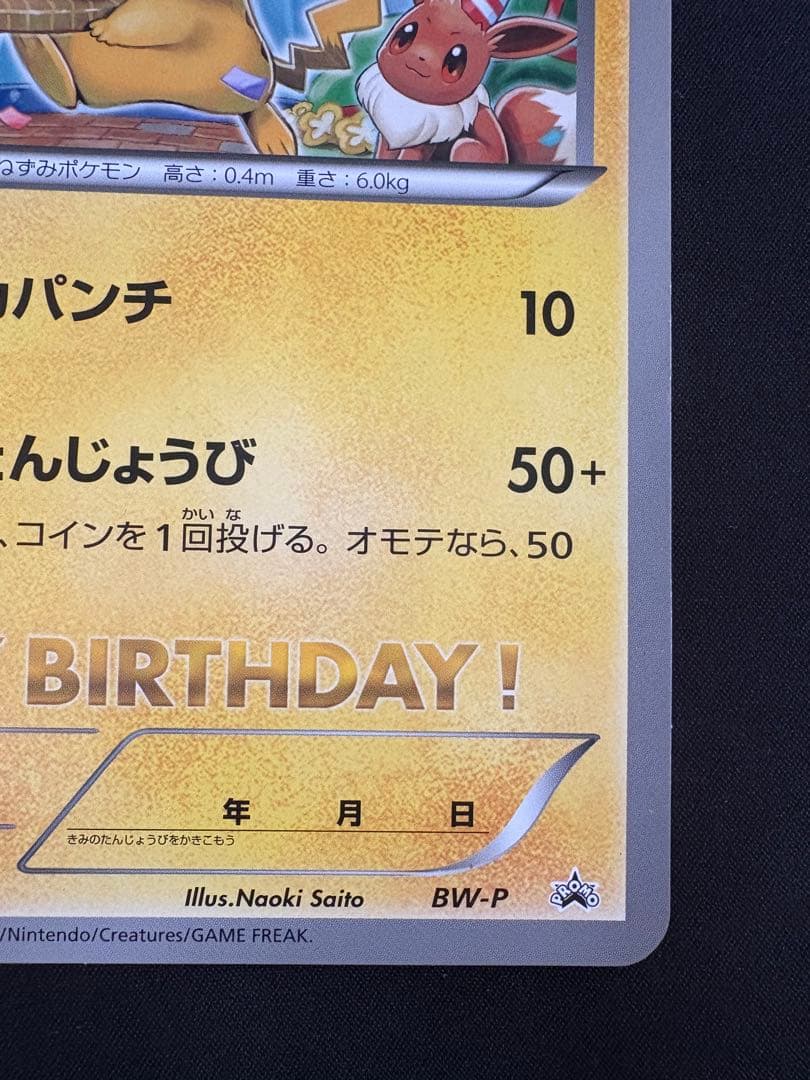 ねずみポケモン 高さ：0.4m 重さ：6.0kg
パンチ 10
んじょうび 50+
かい な
、コインを1回投げる。オモテなら、50
BIRTHDAY !
年 月 日
きみのたんじょうびをかきこもう
Illus.Naoki Saito BW-P PROMO
/Nintendo/Creatures/GAME FREAK.